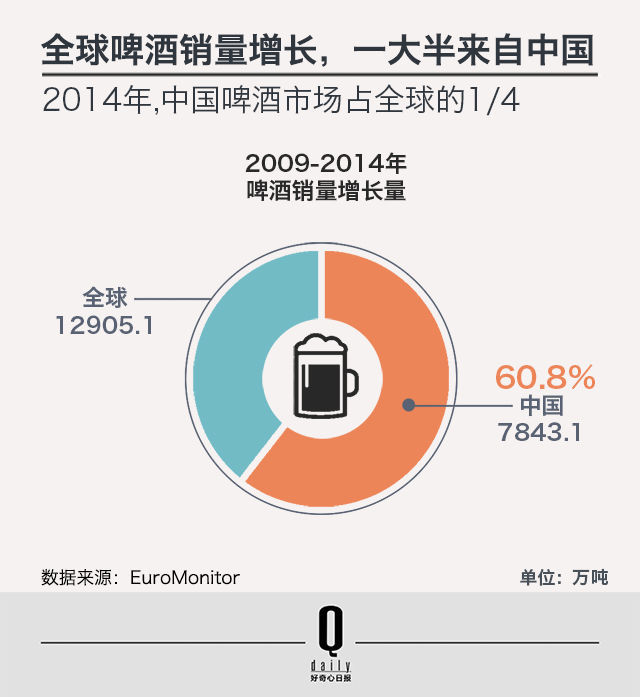 全球啤酒销量增长，一大半来自中国
2014年,中国啤酒市场占全球的1/4
2009-2014年
啤酒销量增长量
全球
12905.1
60.8%
中国
7843.1
数据来源：EuroMonitor
单位：万吨
Q
daily
好奇心日报